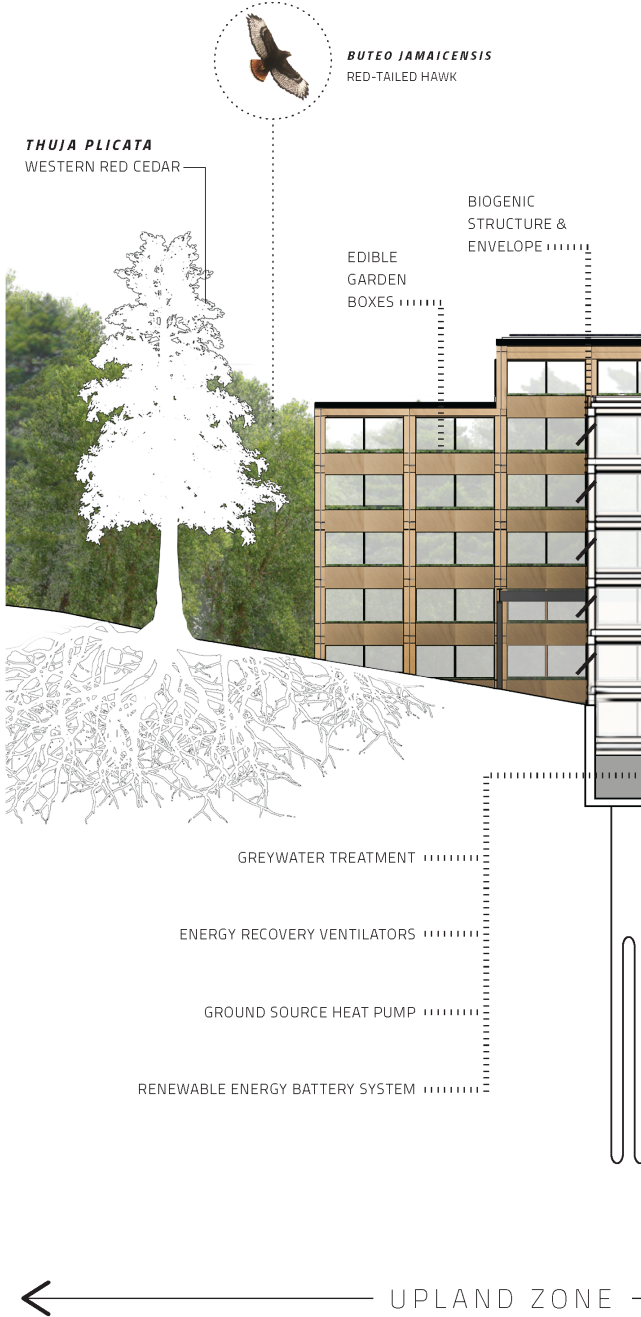 BUTEO JAMAICENSIS
RED-TAILED HAWK
THUJA PLICATA
WESTERN RED CEDAR
BIOGENIC
STRUCTURE &
ENVELOPE
EDIBLE
GARDEN
BOXES
GREYWATER TREATMENT
ENERGY RECOVERY VENTILATORS
GROUND SOURCE HEAT PUMP
RENEWABLE ENERGY BATTERY SYSTEM
UPLAND ZONE